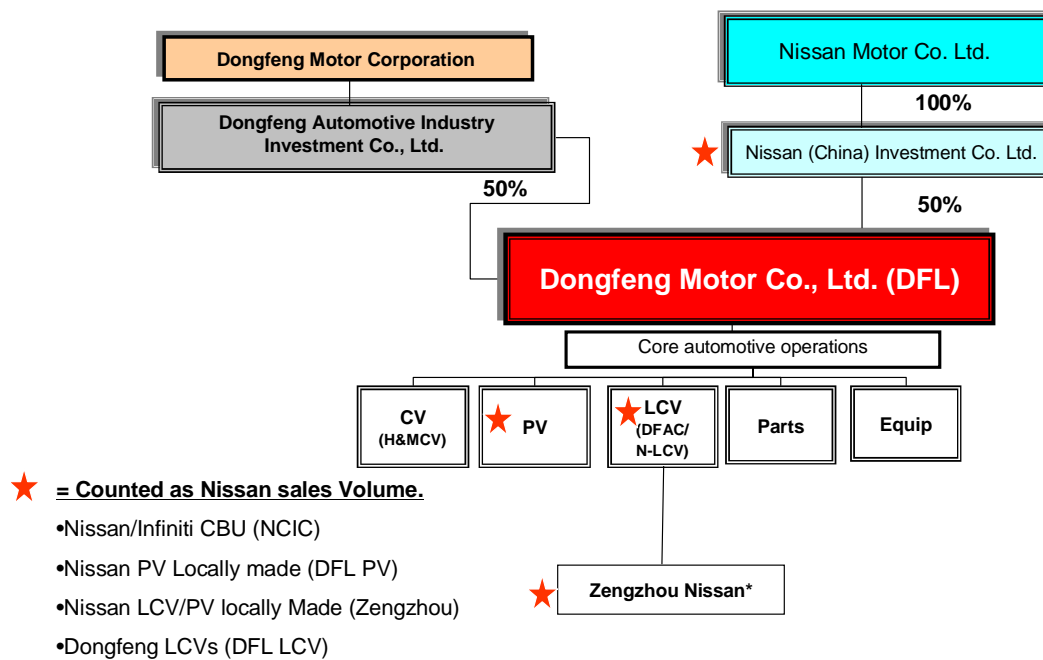 Dongfeng Motor Corporation
Nissan Motor Co. Ltd.
100%
Dongfeng Automotive Industry
Investment Co., Ltd.
Nissan (China) Investment Co. Ltd.
50%
50%
Dongfeng Motor Co., Ltd. (DFL)
Core automotive operations
CV
(H&MCV)
PV
LCV
(DFAC/
N-LCV)
Parts
Equip
= Counted as Nissan sales Volume.
•Nissan/Infiniti CBU (NCIC)
•Nissan PV Locally made (DFL PV)
•Nissan LCV/PV locally Made (Zengzhou)
•Dongfeng LCVs (DFL LCV)
Zengzhou Nissan*